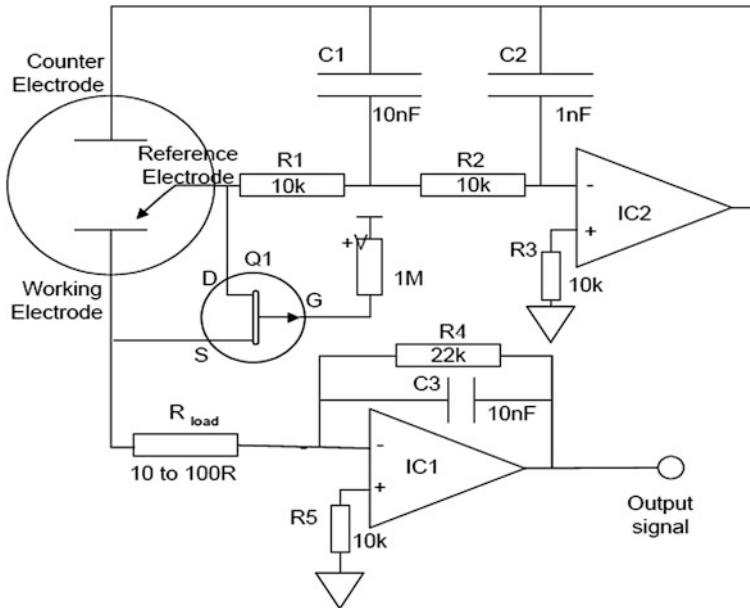 Counter
Electrode
C1
10nF
C2
1nF
Reference
Electrode
R1
10k
R2
10k
-
+
IC2
R3
10k
+V
1M
Q1
D
G
S
Working
Electrode
R4
22k
C3
10nF
R load
10 to 100R
-
+
IC1
R5
10k
Output
signal